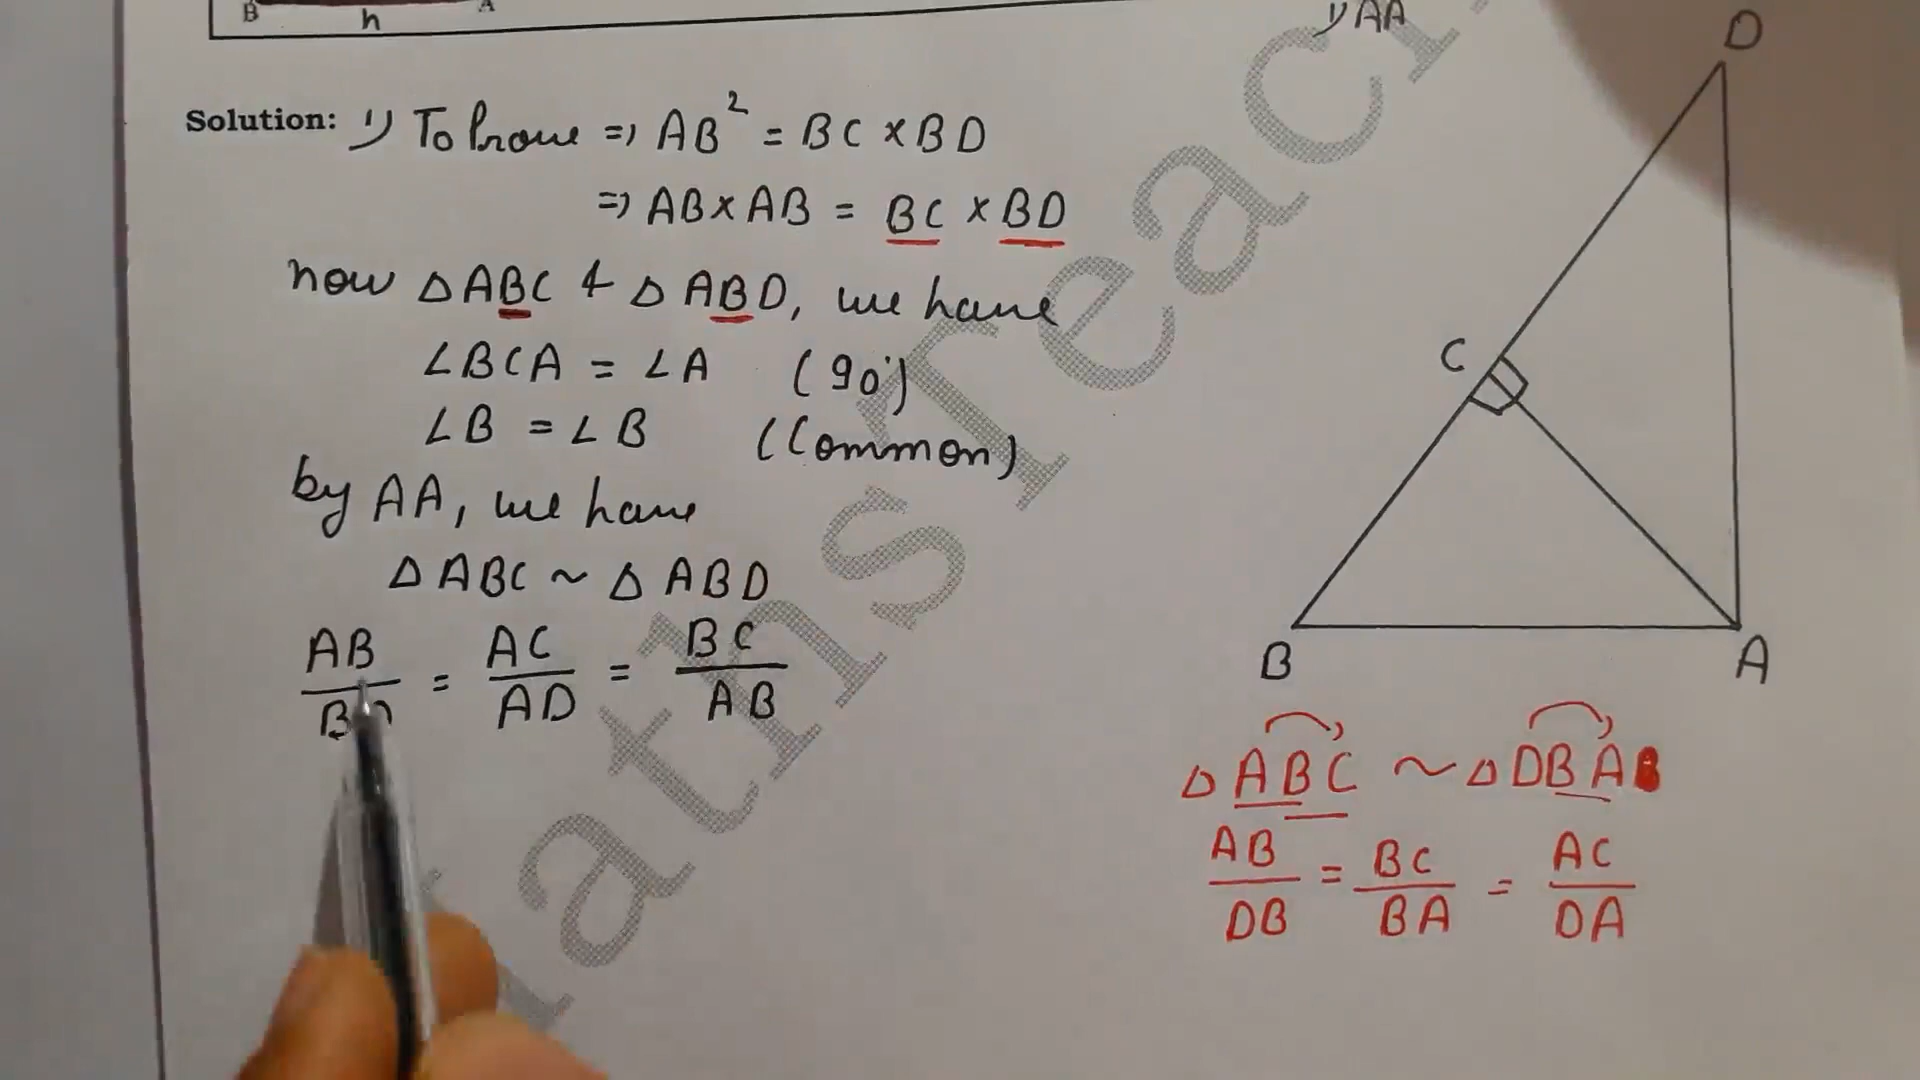 B h A
1) AA
Solution: 1) To Prove => AB² = BC × BD
=> AB × AB = BC × BD
now △ABC & △ABD, we have
∠BCA = ∠A (90°)
∠B = ∠B (Common)
by AA, we have
△ABC ~ △ABD
AB/BD = AC/AD = BC/AB
D
C
B A
△ABC ~ △DBA
AB/DB = BC/BA = AC/DA